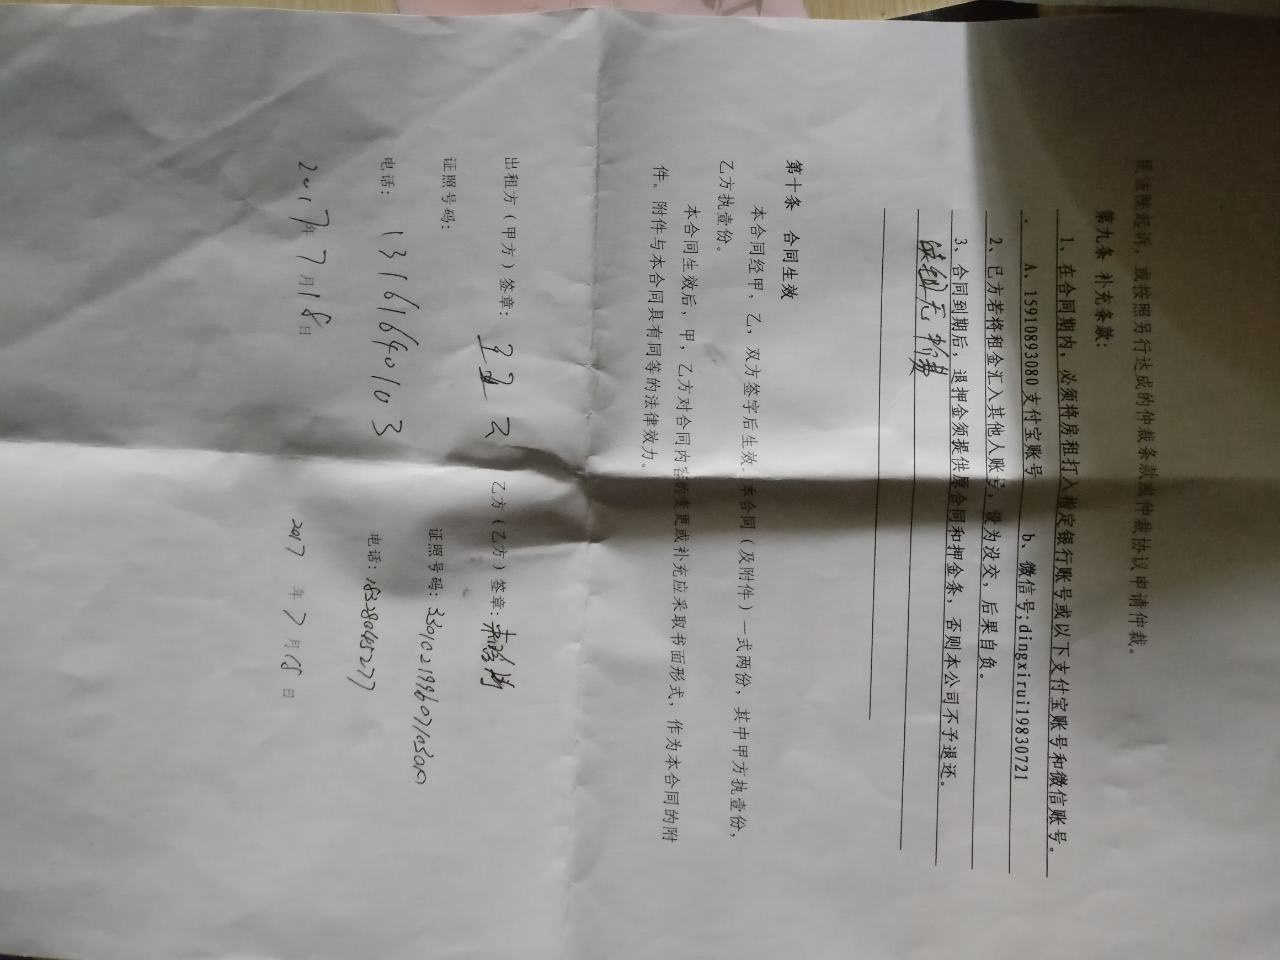 民法院起诉，或按照另行达成的仲裁条款或仲裁协议申请仲裁。
第九条 补充条款：
1、在合同期内，必须将房租打入指定银行账号或以下支付宝账号和微信账号。
A、15910893080 支付宝账号 b、微信号;dingxirui19830721
2、已方若将租金汇入其他人账号，设为没交，后果自负。
3、合同到期后，退押金须提供原合同和押金条，否则本公司不予退还。
第十条 合同生效
本合同经甲、乙，双方签字后生效。本合同（及附件）一式两份，其中甲方执壹份，
乙方执壹份。
本合同生效后，甲，乙方对合同内容的变更或补充应采取书面形式，作为本合同的附
件。附件与本合同具有同等的法律效力。
出租方（甲方）签章： 乙方（乙方）签章：
证照号码： 证照号码：
电话：13161640103 电话：18328045277
2017年7月18日 2017 年 7月18日